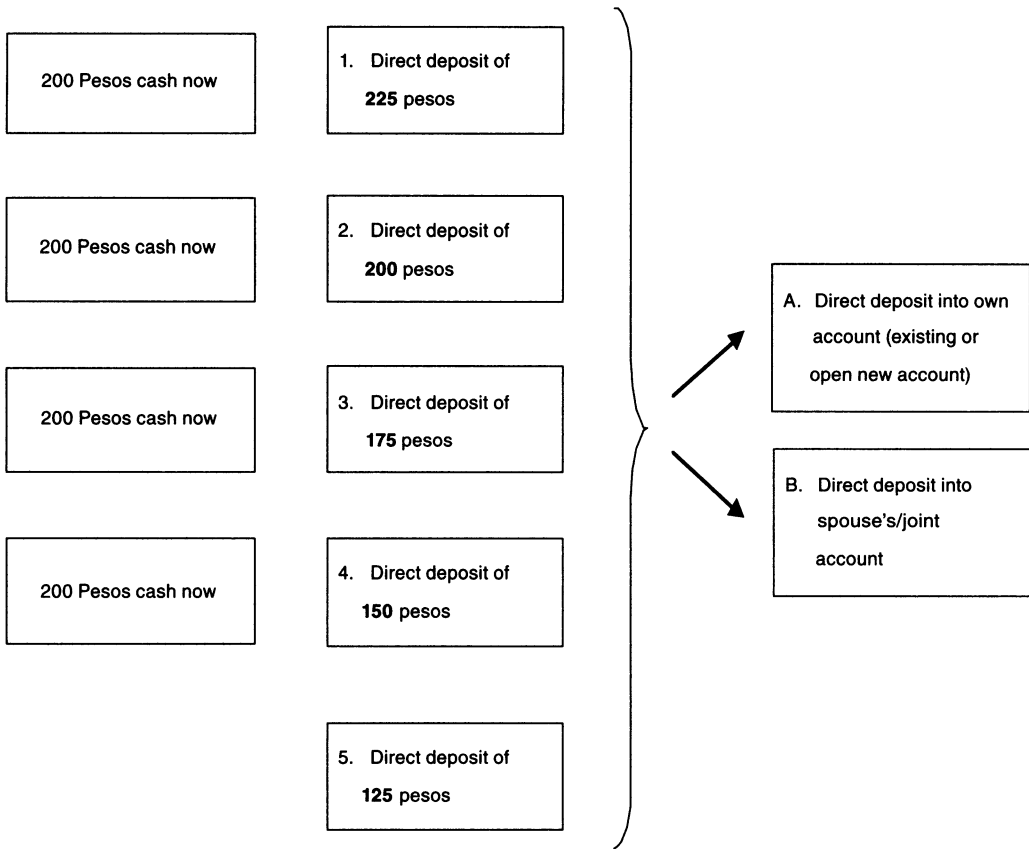 200 Pesos cash now
1. Direct deposit of
225 pesos
200 Pesos cash now
2. Direct deposit of
200 pesos
200 Pesos cash now
3. Direct deposit of
175 pesos
200 Pesos cash now
4. Direct deposit of
150 pesos
5. Direct deposit of
125 pesos
A. Direct deposit into own
account (existing or
open new account)
B. Direct deposit into
spouse's/joint
account